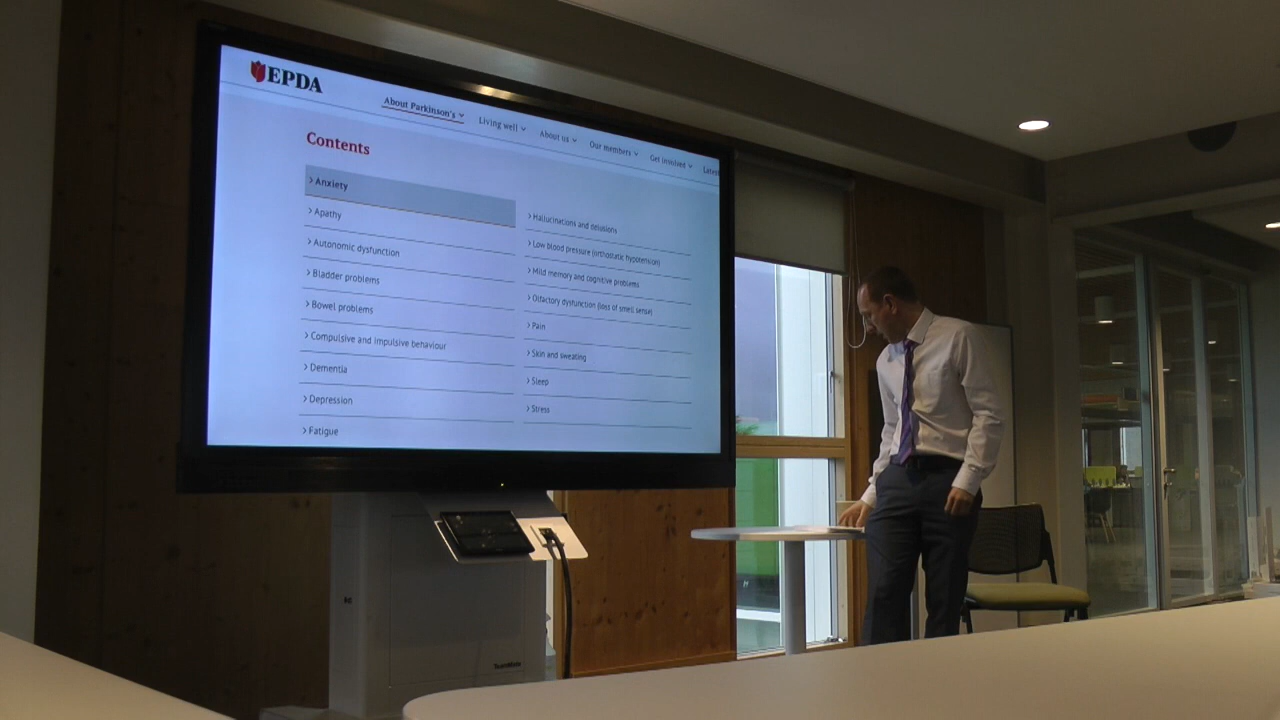 EPDA
About Parkinson's
Living well
About us
Our members
Get involved
Latest
Contents
Anxiety
Apathy
Autonomic dysfunction
Bladder problems
Bowel problems
Compulsive and impulsive behaviour
Dementia
Depression
Fatigue
Hallucinations and delusions
Low blood pressure (orthostatic hypotension)
Mild memory and cognitive problems
Olfactory dysfunction (loss of smell sense)
Pain
Skin and sweating
Sleep
Stress
TeamMate